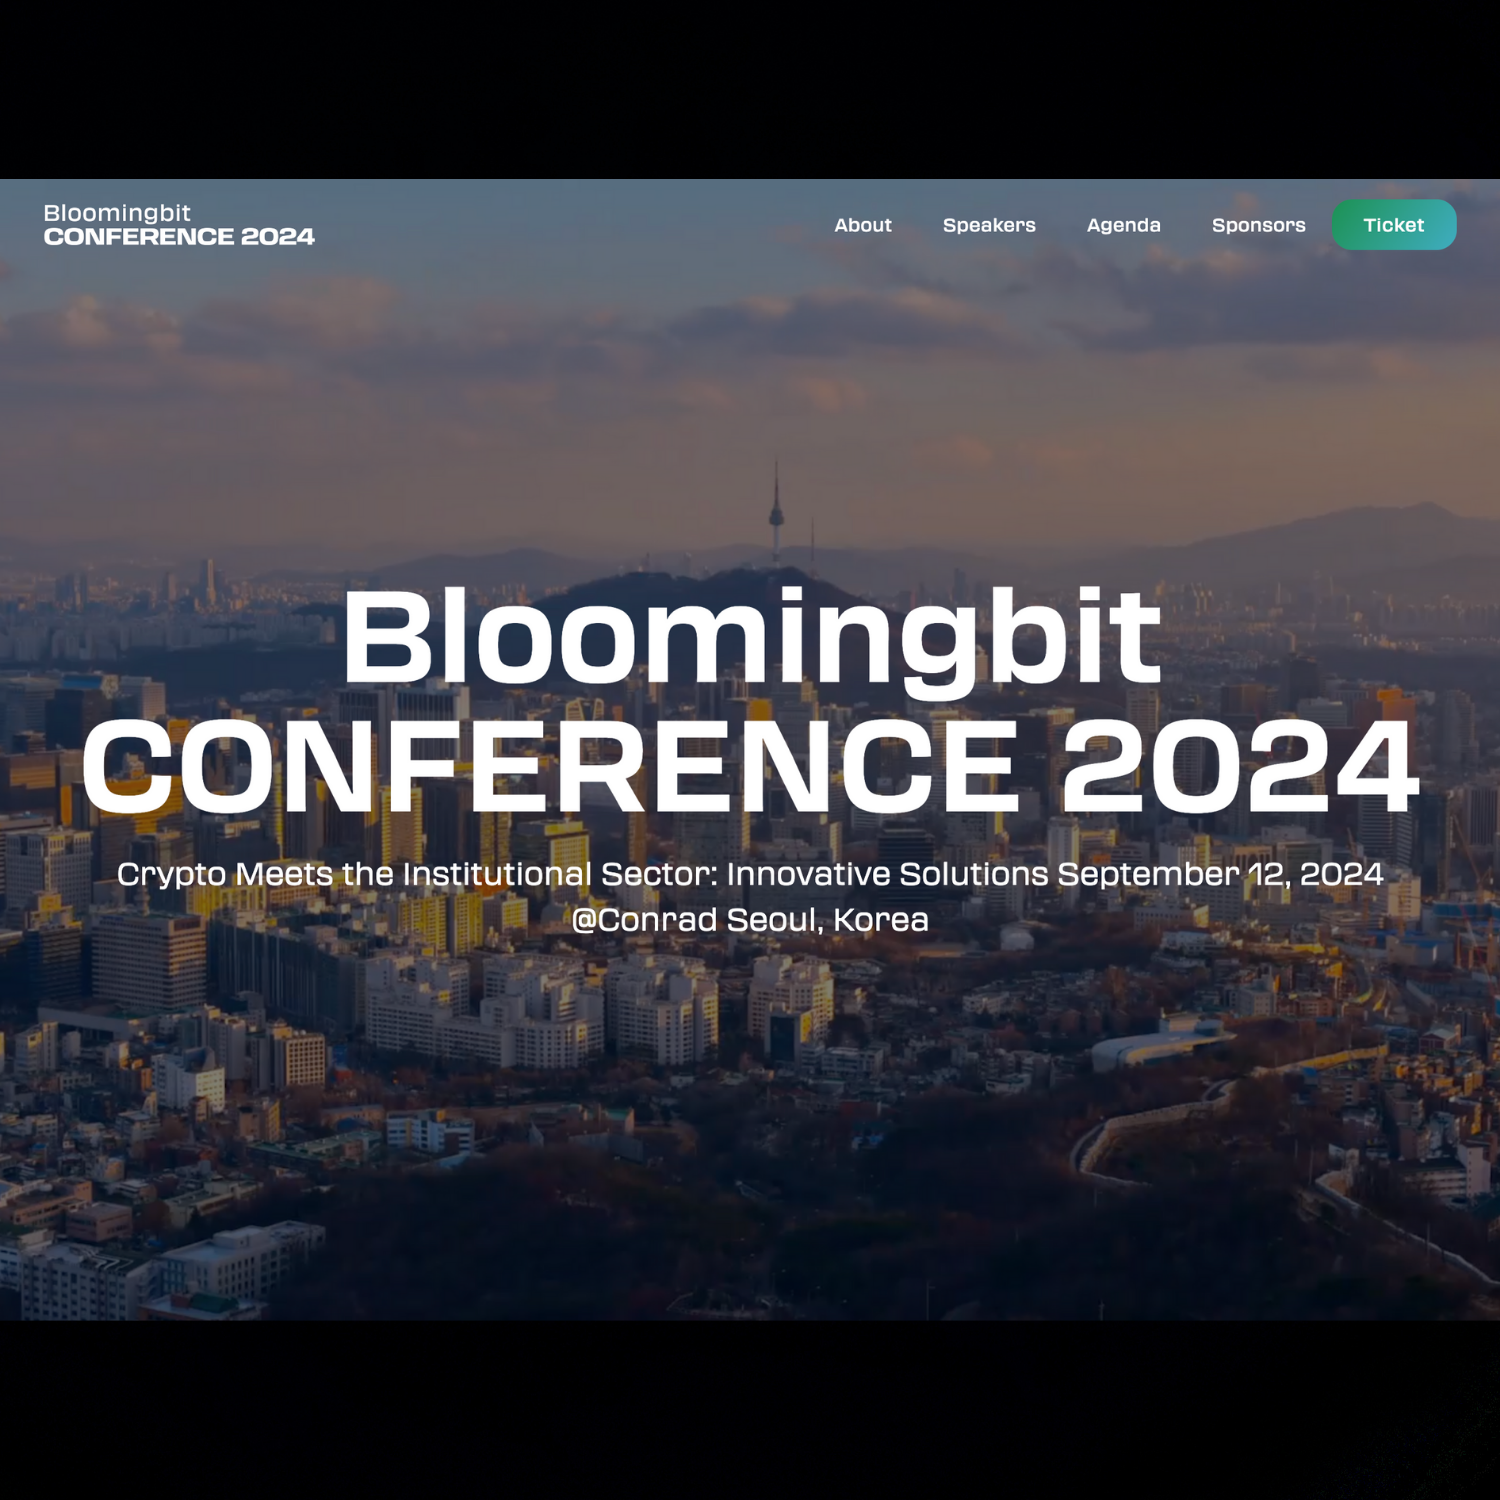 Bloomingbit
CONFERENCE 2024
About
Speakers
Agenda
Sponsors
Ticket
Bloomingbit
CONFERENCE 2024
Crypto Meets the Institutional Sector: Innovative Solutions September 12, 2024
@Conrad Seoul, Korea